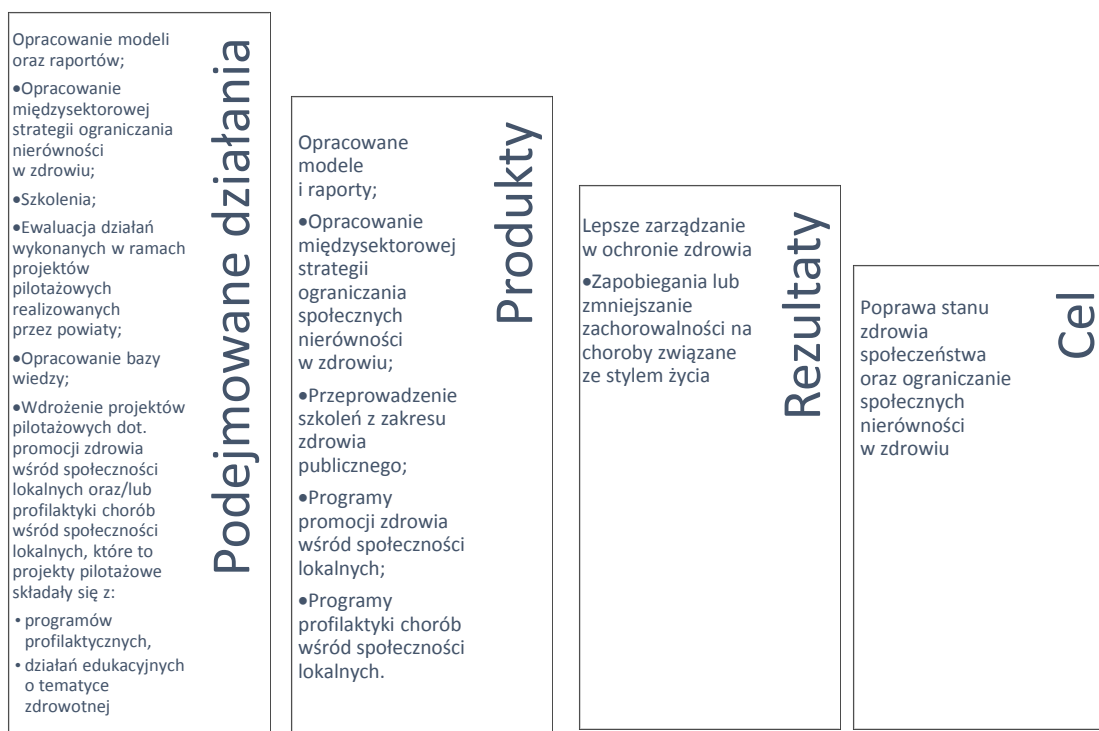 Opracowanie modeli
oraz raportów;
•Opracowanie
międzysektorowej
strategii ograniczania
nierówności
w zdrowiu;
•Szkolenia;
•Ewaluacja działań
wykonanych w ramach
projektów
pilotażowych
realizowanych
przez powiaty;
•Opracowanie bazy
wiedzy;
•Wdrożenie projektów
pilotażowych dot.
promocji zdrowia
wśród społeczności
lokalnych oraz/lub
profilaktyki chorób
wśród społeczności
lokalnych, które to
projekty pilotażowe
składały się z:
• programów
profilaktycznych,
• działań edukacyjnych
o tematyce
zdrowotnej
Podejmowane działania
Opracowane
modele
i raporty;
•Opracowanie
międzysektorowej
strategii
ograniczania
społecznych
nierówności
w zdrowiu;
•Przeprowadzenie
szkoleń z zakresu
zdrowia
publicznego;
•Programy
promocji zdrowia
wśród społeczności
lokalnych;
•Programy
profilaktyki chorób
wśród społeczności
lokalnych.
Produkty
Lepsze zarządzanie
w ochronie zdrowia
•Zapobiegania lub
zmniejszanie
zachorowalności na
choroby związane
ze stylem życia
Rezultaty
Poprawa stanu
zdrowia
społeczeństwa
oraz ograniczanie
społecznych
nierówności
w zdrowiu
Cel